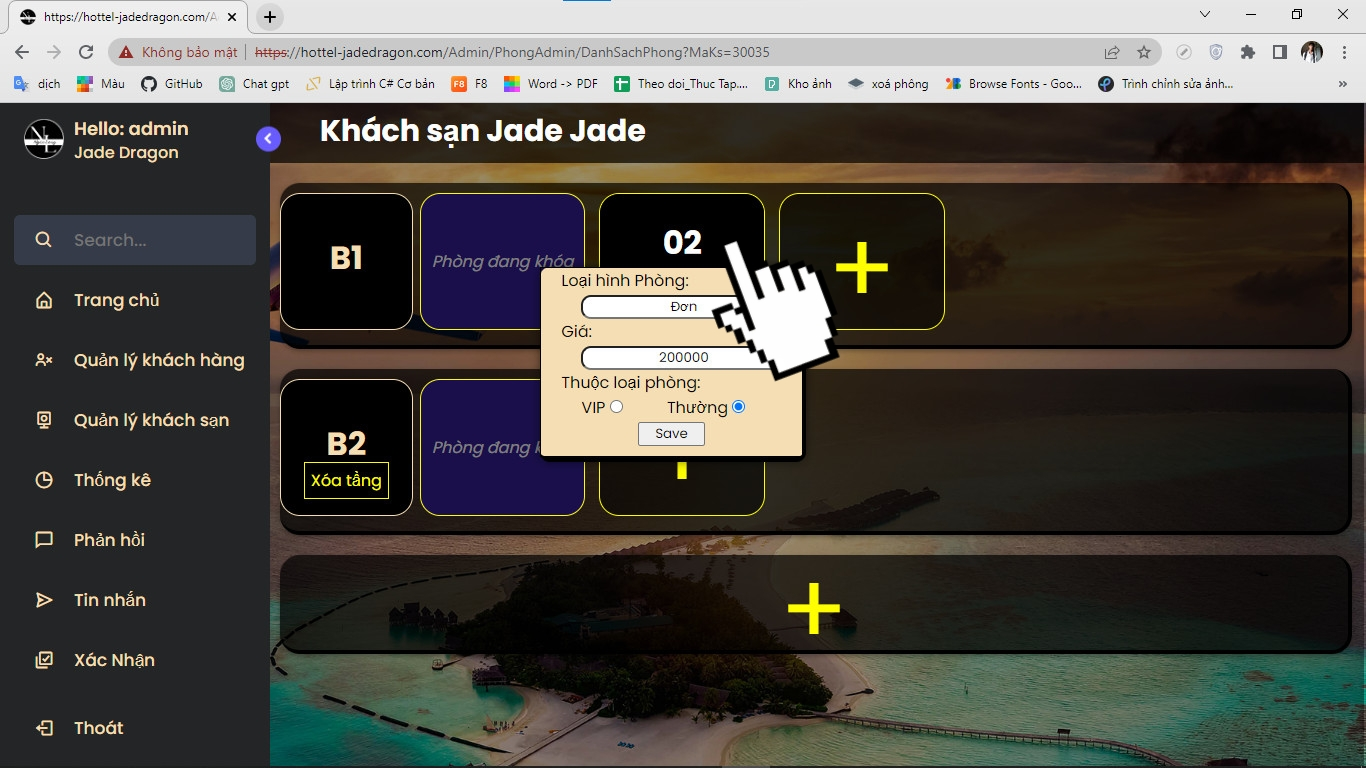 https://hottel-jadedragon.com/A
Không bảo mật
https://hottel-jadedragon.com/Admin/PhongAdmin/DanhSachPhong?MaKs=30035
dịch
Màu
GitHub
Chat gpt
Lập trình C# Cơ bản
F8
F8
Word -> PDF
Theo doi_Thuc Tap...
Kho ảnh
xoá phông
Browse Fonts - Goo...
Trình chỉnh sửa ảnh...
Hello: admin
Jade Dragon
Khách sạn Jade Jade
Search...
Trang chủ
Quản lý khách hàng
Quản lý khách sạn
Thống kê
Phản hồi
Tin nhắn
Xác Nhận
Thoát
B1
Phòng đang khóa
02
Loại hình Phòng:
Đơn
Giá:
200000
Thuộc loại phòng:
VIP
Thường
Save
B2
Xóa tầng
Phòng đang